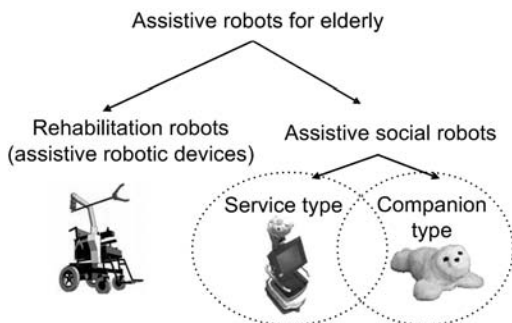 Assistive robots for elderly
Rehabilitation robots
(assistive robotic devices)
Assistive social robots
Service type
Companion
type